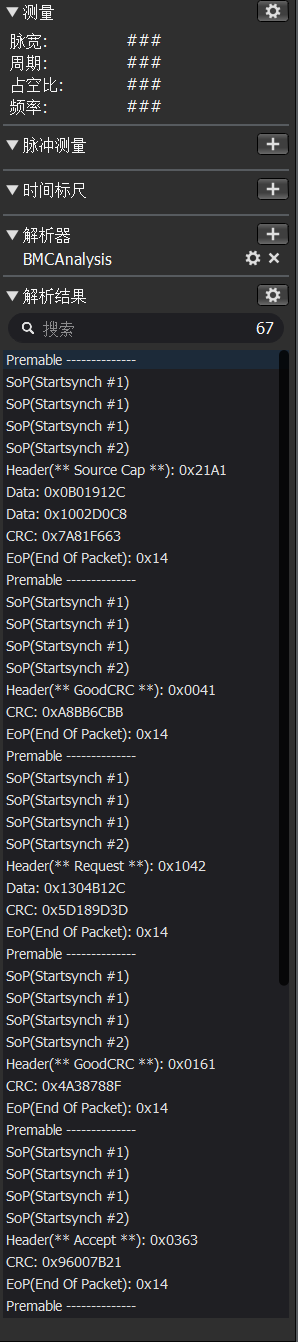 测量
脉宽: ###
周期: ###
占空比: ###
频率: ###
脉冲测量
时间标尺
解析器
BMCAnalysis
解析结果
搜索 67
Premable --------------
SoP(Startsynch #1)
SoP(Startsynch #1)
SoP(Startsynch #1)
SoP(Startsynch #2)
Header(** Source Cap **): 0x21A1
Data: 0x0B01912C
Data: 0x1002D0C8
CRC: 0x7A81F663
EoP(End Of Packet): 0x14
Premable --------------
SoP(Startsynch #1)
SoP(Startsynch #1)
SoP(Startsynch #1)
SoP(Startsynch #2)
Header(** GoodCRC **): 0x0041
CRC: 0xA8BB6CBB
EoP(End Of Packet): 0x14
Premable --------------
SoP(Startsynch #1)
SoP(Startsynch #1)
SoP(Startsynch #1)
SoP(Startsynch #2)
Header(** Request **): 0x1042
Data: 0x1304B12C
CRC: 0x5D189D3D
EoP(End Of Packet): 0x14
Premable --------------
SoP(Startsynch #1)
SoP(Startsynch #1)
SoP(Startsynch #1)
SoP(Startsynch #2)
Header(** GoodCRC **): 0x0161
CRC: 0x4A38788F
EoP(End Of Packet): 0x14
Premable --------------
SoP(Startsynch #1)
SoP(Startsynch #1)
SoP(Startsynch #1)
SoP(Startsynch #2)
Header(** Accept **): 0x0363
CRC: 0x96007B21
EoP(End Of Packet): 0x14
Premable --------------